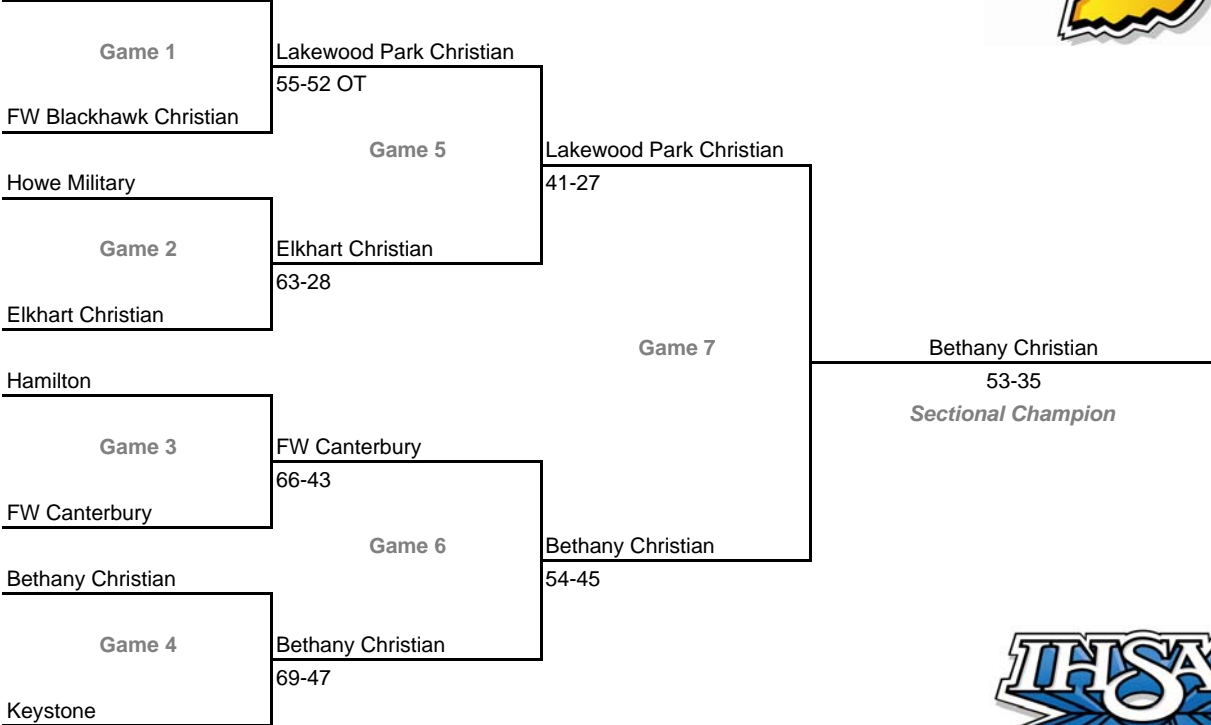 Game 1
Lakewood Park Christian
55-52 OT
FW Blackhawk Christian
Game 5
Lakewood Park Christian
Howe Military
41-27
Game 2
Elkhart Christian
63-28
Elkhart Christian
Game 7
Bethany Christian
Hamilton
53-35
Sectional Champion
Game 3
FW Canterbury
66-43
FW Canterbury
Game 6
Bethany Christian
Bethany Christian
54-45
Game 4
Bethany Christian
69-47
Keystone
IHSA